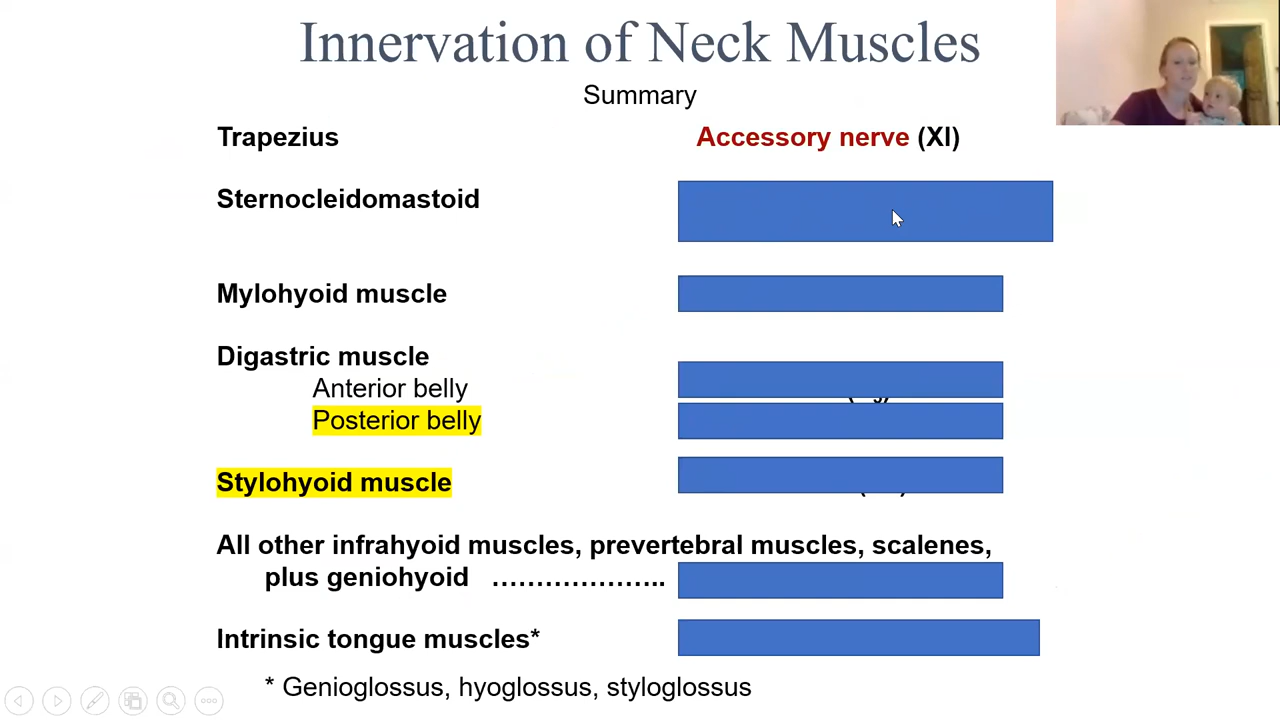 Innervation of Neck Muscles
Summary
Trapezius Accessory nerve (XI)
Sternocleidomastoid
Mylohyoid muscle
Digastric muscle
Anterior belly
Posterior belly
Stylohyoid muscle
All other infrahyoid muscles, prevertebral muscles, scalenes,
plus geniohyoid ………………..
Intrinsic tongue muscles*
* Genioglossus, hyoglossus, styloglossus